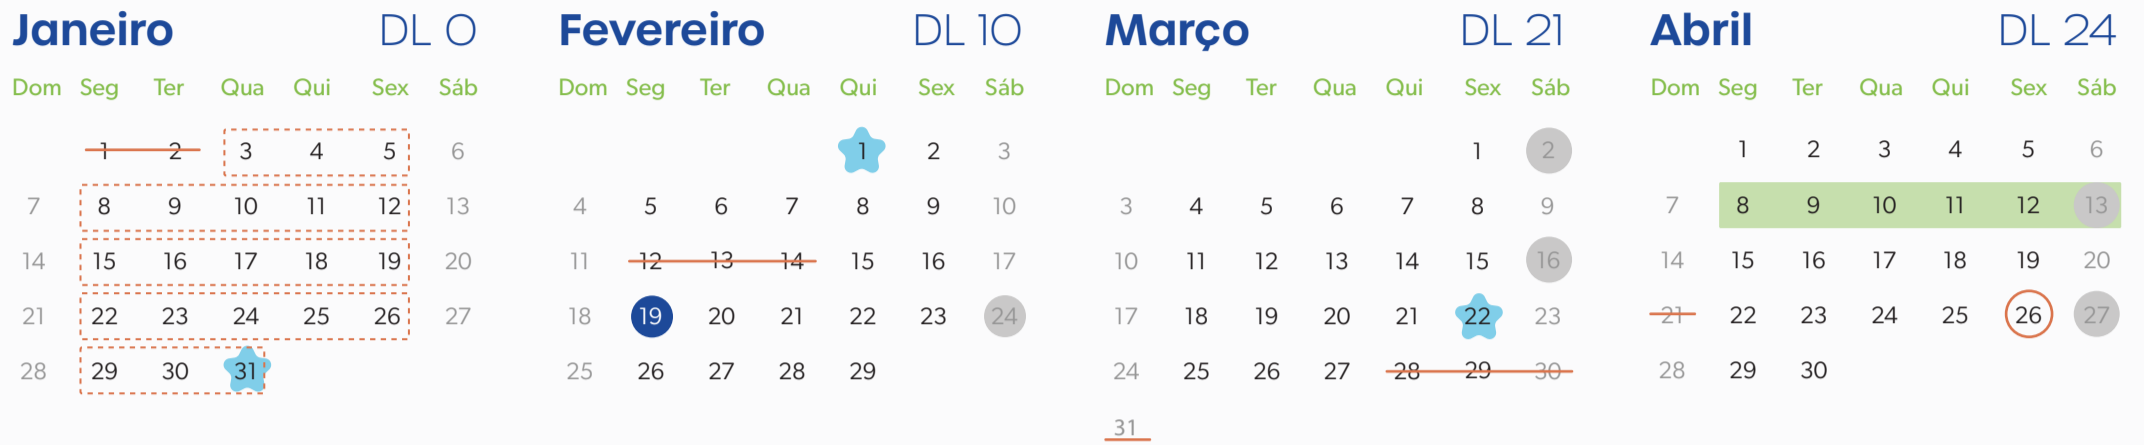 Janeiro DL 0
Dom Seg Ter Qua Qui Sex Sáb
1 2 3 4 5 6
7 8 9 10 11 12 13
14 15 16 17 18 19 20
21 22 23 24 25 26 27
28 29 30 31
Fevereiro DL 10
Dom Seg Ter Qua Qui Sex Sáb
1 2 3
4 5 6 7 8 9 10
11 12 13 14 15 16 17
18 19 20 21 22 23 24
25 26 27 28 29
Março DL 21
Dom Seg Ter Qua Qui Sex Sáb
1 2
3 4 5 6 7 8 9
10 11 12 13 14 15 16
17 18 19 20 21 22 23
24 25 26 27 28 29 30
31
Abril DL 24
Dom Seg Ter Qua Qui Sex Sáb
1 2 3 4 5 6
7 8 9 10 11 12 13
14 15 16 17 18 19 20
21 22 23 24 25 26 27
28 29 30